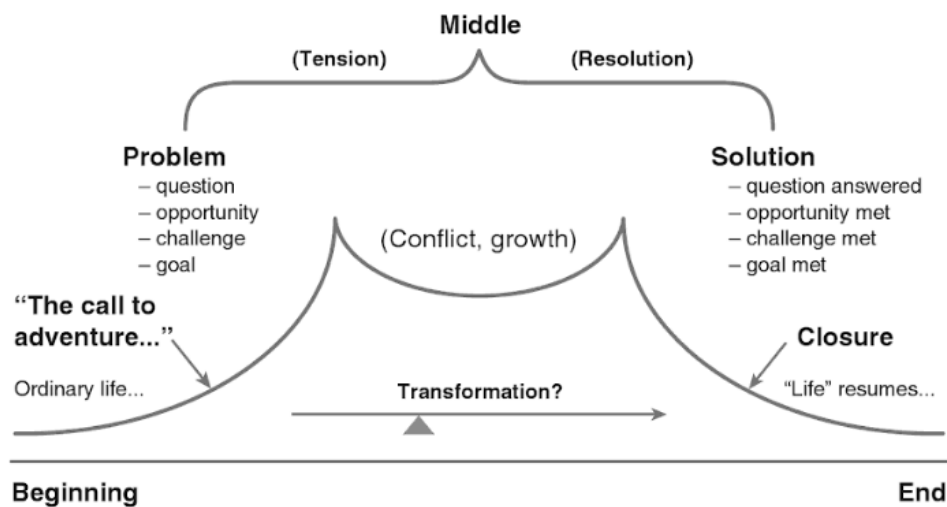 Middle
(Tension)
(Resolution)
Problem
– question
– opportunity
– challenge
– goal
Solution
– question answered
– opportunity met
– challenge met
– goal met
(Conflict, growth)
“The call to
adventure...”
Closure
Ordinary life...
Transformation?
“Life” resumes...
Beginning
End